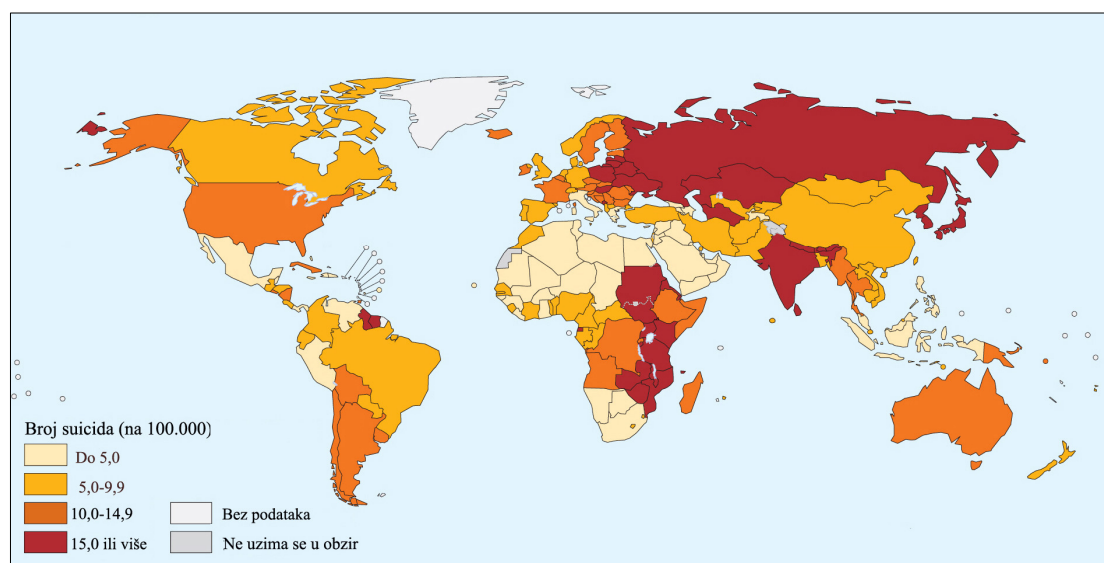 Broj suicida (na 100.000)
Do 5,0
5,0-9,9
10,0-14,9
15,0 ili više
Bez podataka
Ne uzima se u obzir